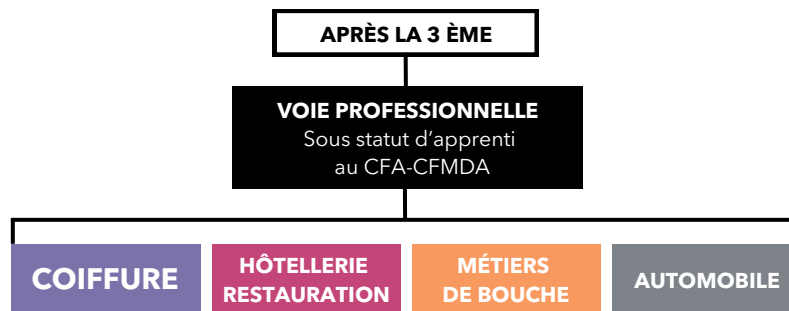 APRÈS LA 3 ÈME
VOIE PROFESSIONNELLE
Sous statut d'apprenti
au CFA-CFMDA
COIFFURE
HÔTELLERIE
RESTAURATION
MÉTIERS
DE BOUCHE
AUTOMOBILE